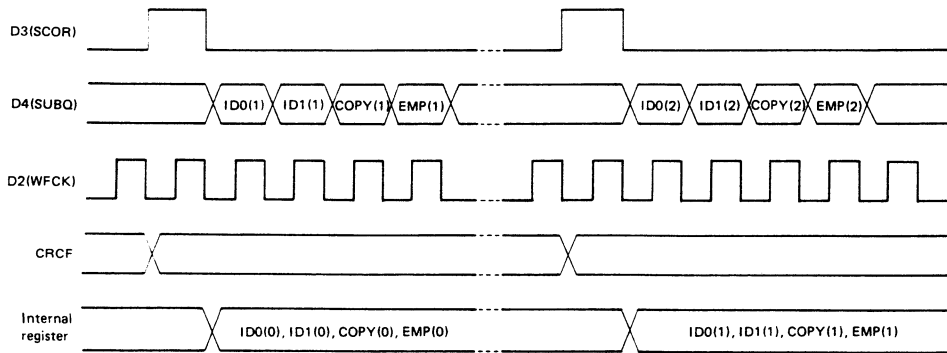 D3(SCOR)
D4(SUBQ) ID0(1) ID1(1) COPY(1) EMP(1) ID0(2) ID1(2) COPY(2) EMP(2)
D2(WFCK)
CRCF
Internal
register
ID0(0), ID1(0), COPY(0), EMP(0) ID0(1), ID1(1), COPY(1), EMP(1)